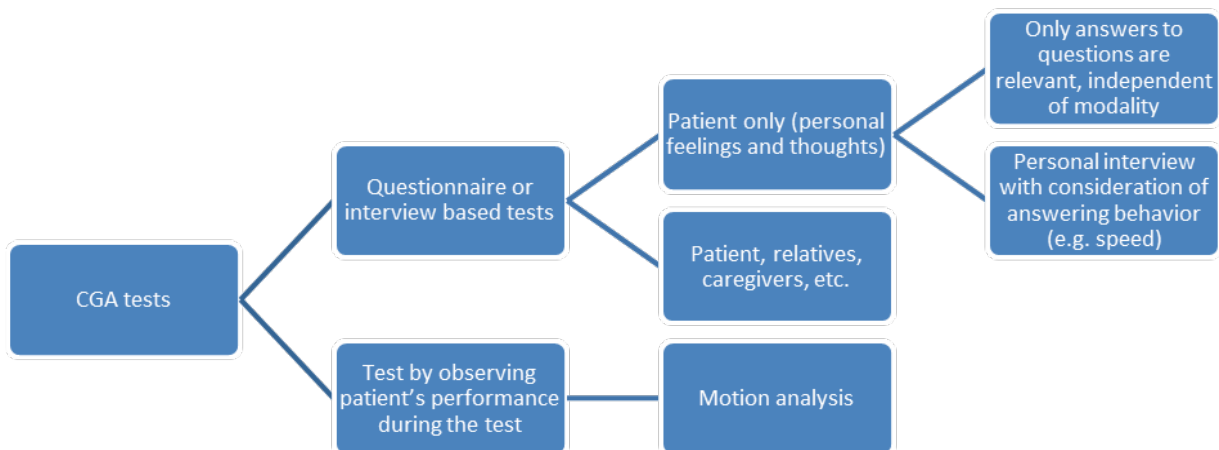 CGA tests
Questionnaire or
interview based tests
Test by observing
patient’s performance
during the test
Patient only (personal
feelings and thoughts)
Patient, relatives,
caregivers, etc.
Motion analysis
Only answers to
questions are
relevant, independent
of modality
Personal interview
with consideration of
answering behavior
(e.g. speed)